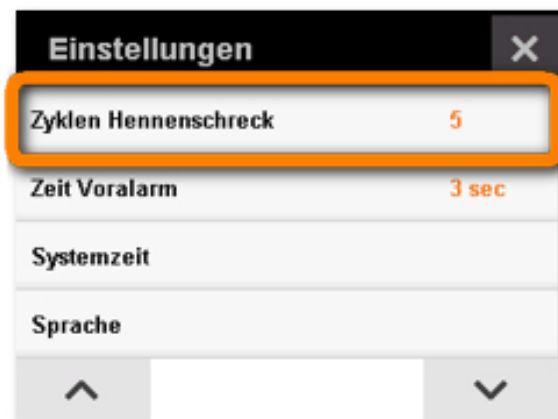 Einstellungen
Zyklen Hennenschreck 5
Zeit Voralarm 3 sec
Systemzeit
Sprache